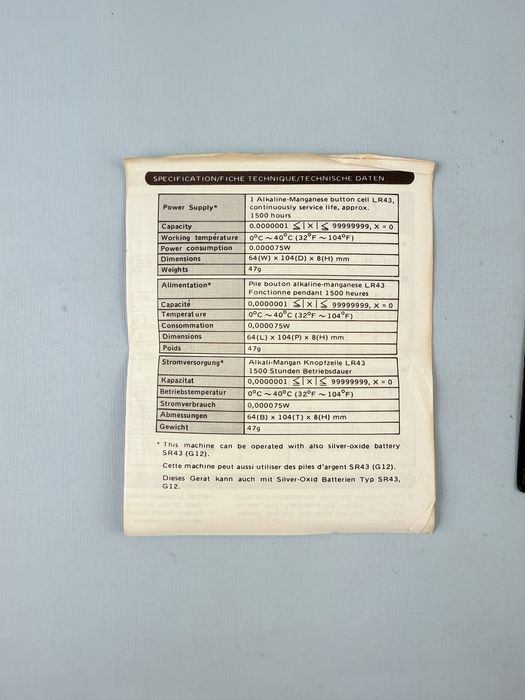 SPECIFICATION/FICHE TECHNIQUE/TECHNISCHE DATEN
Power Supply* 1 Alkaline-Manganese button cell LR43,
continuously service life, approx.
1500 hours
Capacity 0.0000001 ≦|X|≦ 99999999, X = 0
Working température 0°C ~ 40°C (32°F ~ 104°F)
Power consumption 0.000075W
Dimensions 64(W) x 104(D) x 8(H) mm
Weights 47g
Alimentation* Pile bouton alkaline-manganese LR43
Fonctionne pendant 1500 heures
Capacité 0,0000001 ≦|X|≦ 99999999, X = 0
Temperature 0°C ~ 40°C (32°F ~ 104°F)
Consommation 0,000075W
Dimensions 64(L) x 104(P) x 8(H) mm
Poids 47g
Stromversorgung* Alkali-Mangan Knopfzelle LR43
1500 Stunden Betriebsdauer
Kapazitat 0,0000001 ≦|X|≦ 99999999, X = 0
Betriebstemperatur 0°C ~ 40°C (32°F ~ 104°F)
Stromverbrauch 0,000075W
Abmessungen 64(B) x 104(T) x 8(H) mm
Gewicht 47g
* This machine can be operated with also silver-oxide battery
SR43 (G12).
Cette machine peut aussi utiliser des piles d'argent SR43 (G12).
Dieses Gerat kann auch mit Silver-Oxid Batterien Typ SR43,
G12.